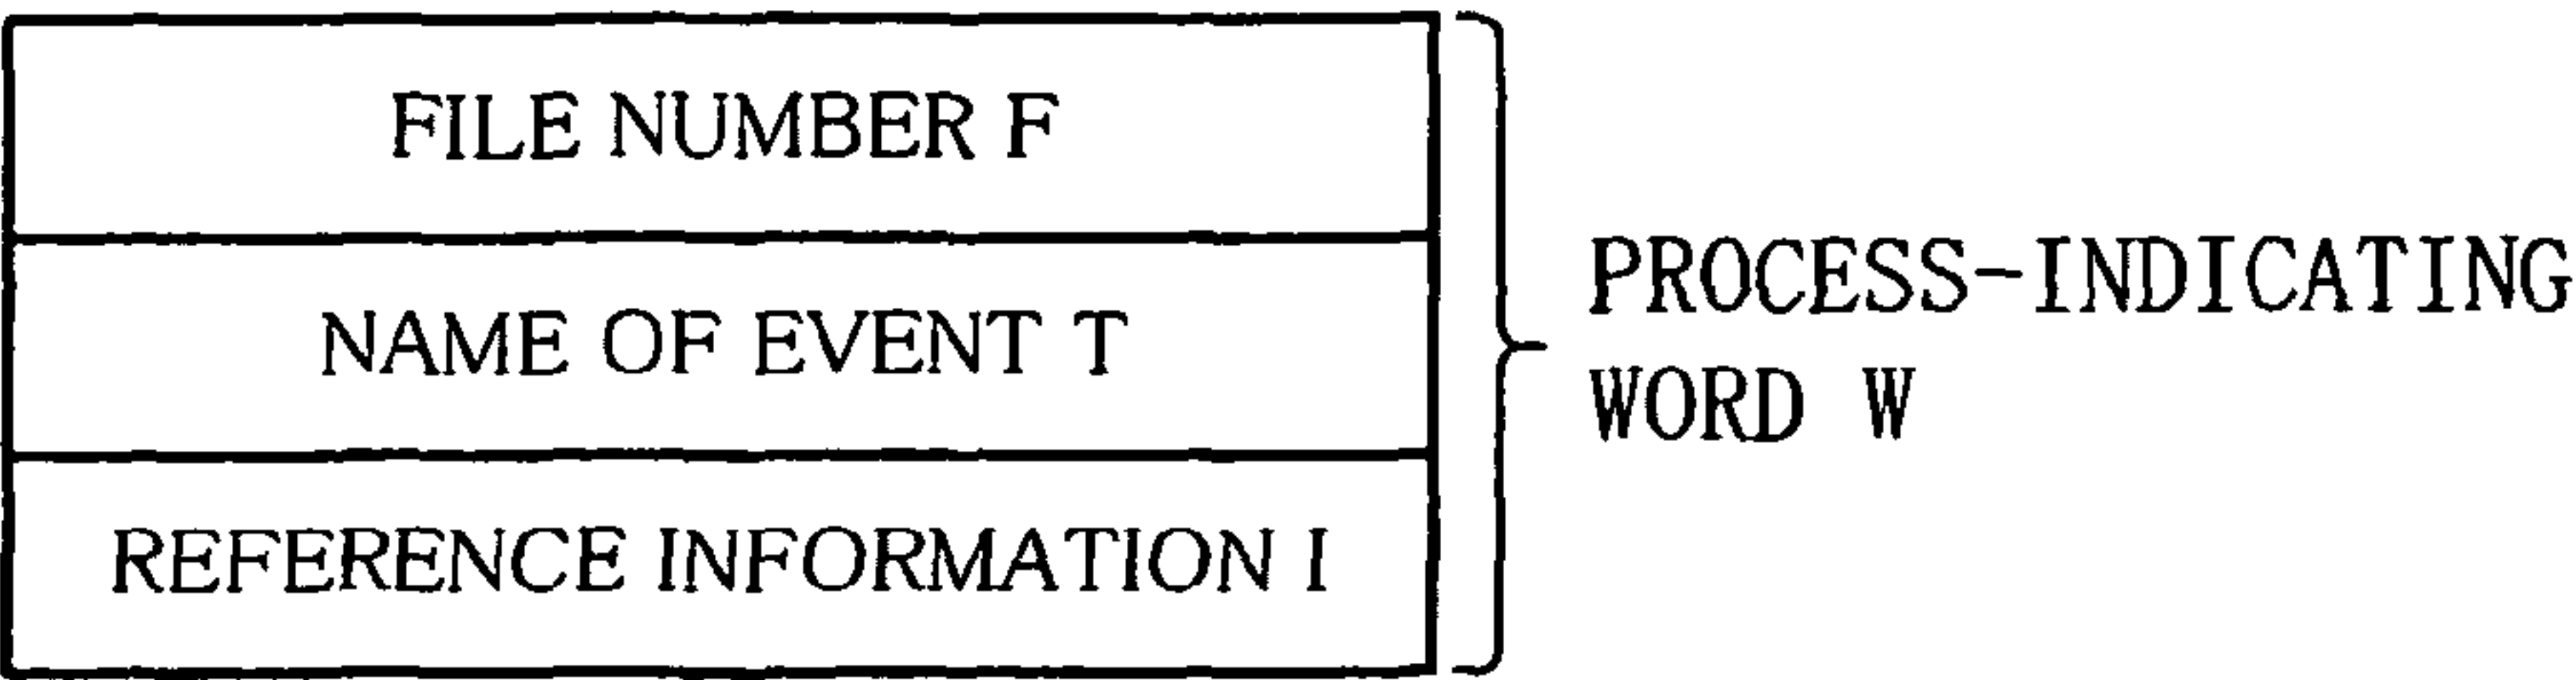 FILE NUMBER F
NAME OF EVENT T
REFERENCE INFORMATION I
PROCESS-INDICATING
WORD W